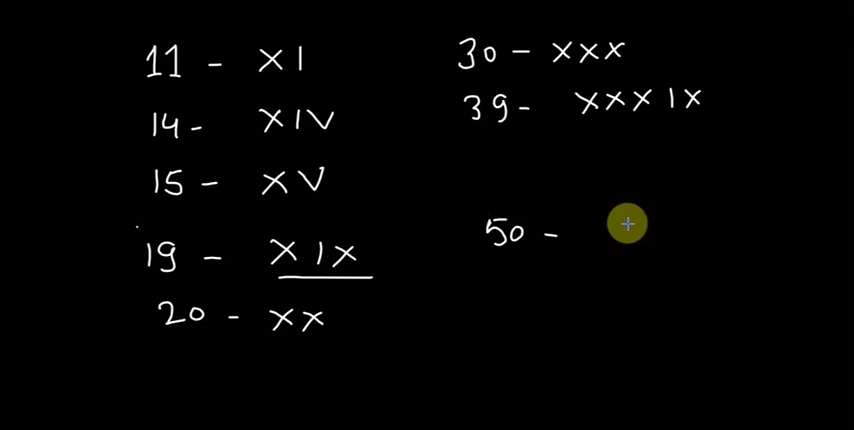 11 - XI
14 - XIV
15 - XV
19 - XIX
20 - XX
30 - XXX
39 - XXXIX
50 -